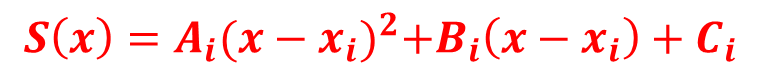 S(x) = Aᵢ(x − xᵢ)²+Bᵢ(x − xᵢ) + Cᵢ